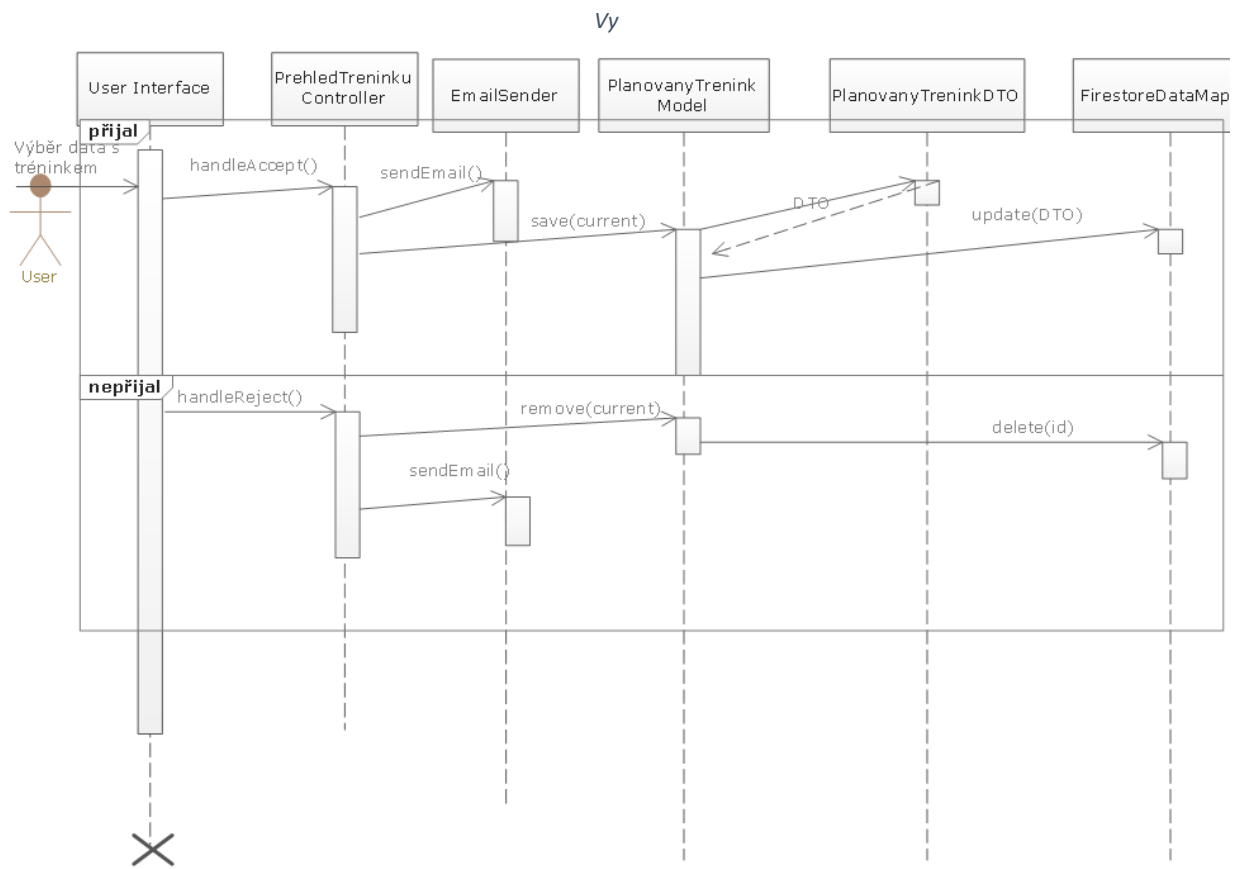 Vy
User Interface
PrehledTreninku
Controller
EmailSender
PlanovanyTrenink
Model
PlanovanyTreninkDTO
FirestoreDataMap
přijal
Výběr data s
tréninkem
handleAccept()
sendEmail()
save(current)
DTO
update(DTO)
User
nepřijal
handleReject()
remove(current)
delete(id)
sendEmail()